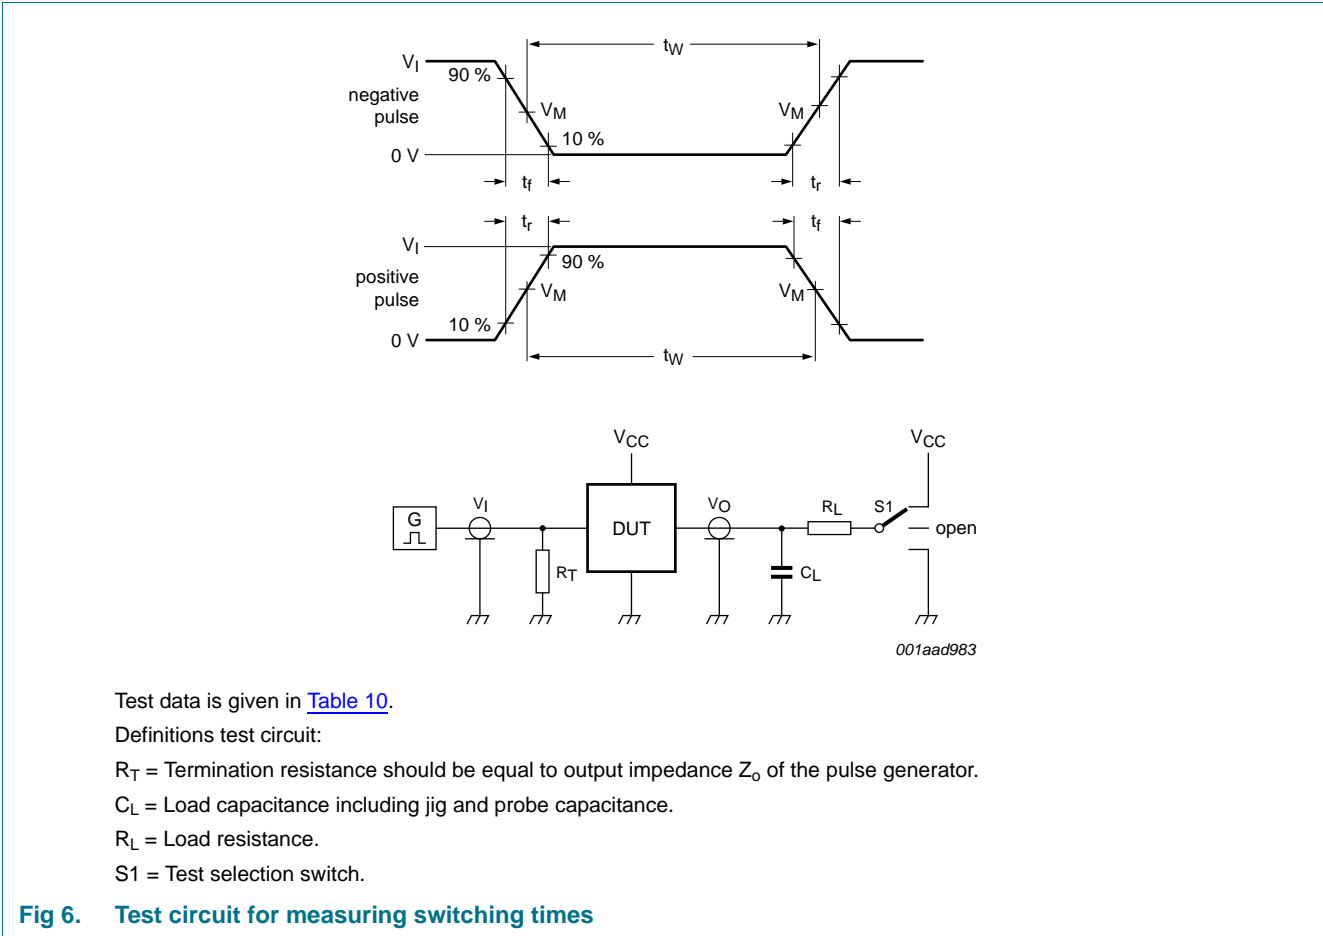 tW
VI
90 %
negative
pulse
VM
VM
10 %
0 V
tf
tr
tr
tf
VI
90 %
positive
pulse
VM
VM
10 %
0 V
tW
VCC
VCC
G
VI
DUT
VO
RL
S1
open
RT
CL
001aad983
Test data is given in Table 10.
Definitions test circuit:
RT = Termination resistance should be equal to output impedance Zo of the pulse generator.
CL = Load capacitance including jig and probe capacitance.
RL = Load resistance.
S1 = Test selection switch.
Fig 6. Test circuit for measuring switching times